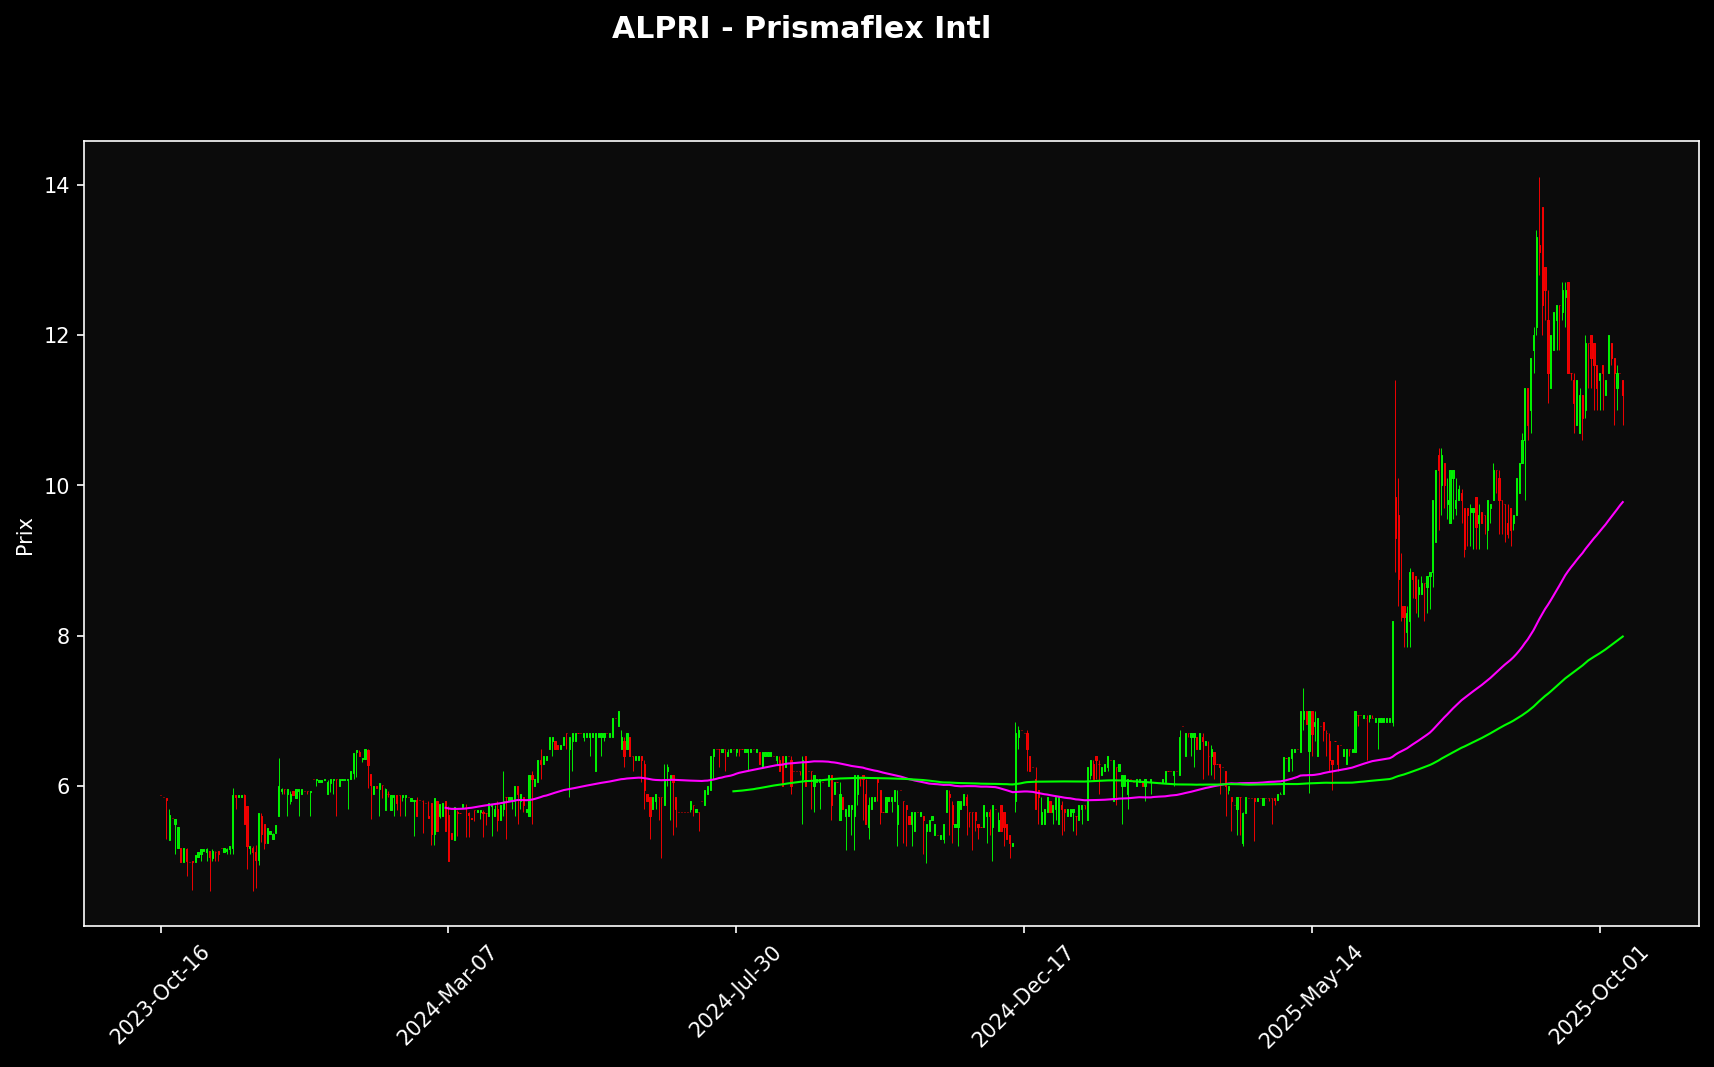 ALPRI - Prismaflex Intl
Prix
14
12
10
8
6
2023-Oct-16
2024-Mar-07
2024-Jul-30
2024-Dec-17
2025-May-14
2025-Oct-01